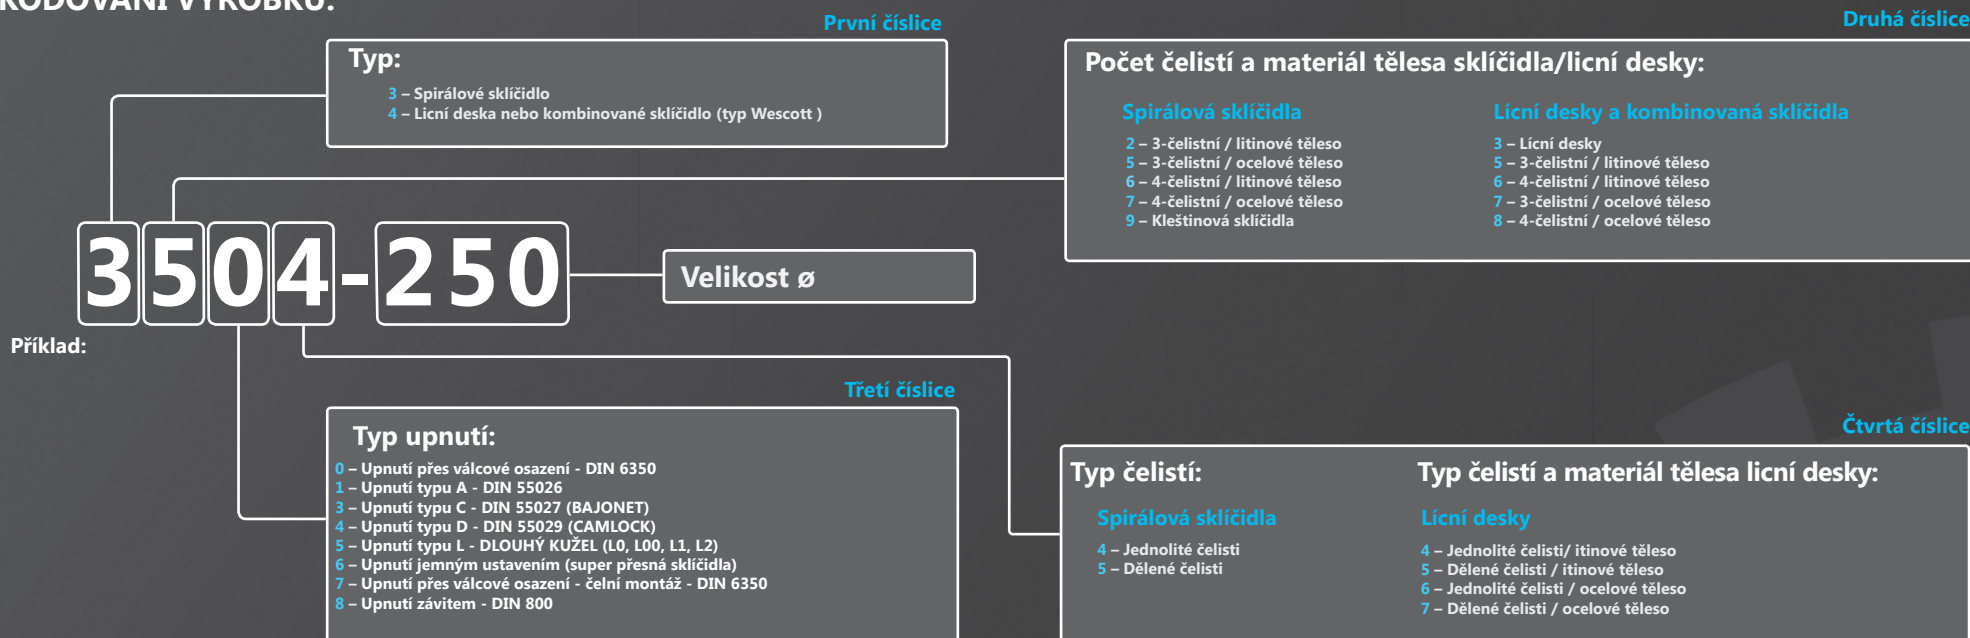 KÓDOVÁNÍ VÝROBKU:
První číslice
Typ:
3 – Spirálové sklíčidlo
4 – Licní deska nebo kombinované sklíčidlo (typ Wescott )
Druhá číslice
Počet čelistí a materiál tělesa sklíčidla/licní desky:
Spirálová sklíčidla
2 – 3-čelistní / litinové těleso
5 – 3-čelistní / ocelové těleso
6 – 4-čelistní / litinové těleso
7 – 4-čelistní / ocelové těleso
9 – Kleštinová sklíčidla
Lícní desky a kombinovaná sklíčidla
3 – Lícní desky
5 – 3-čelistní / litinové těleso
6 – 4-čelistní / litinové těleso
7 – 3-čelistní / ocelové těleso
8 – 4-čelistní / ocelové těleso
3504-250
Velikost ø
Příklad:
Třetí číslice
Typ upnutí:
0 – Upnutí přes válcové osazení - DIN 6350
1 – Upnutí typu A - DIN 55026
3 – Upnutí typu C - DIN 55027 (BAJONET)
4 – Upnutí typu D - DIN 55029 (CAMLOCK)
5 – Upnutí typu L - DLOUHÝ KUŽEL (L0, L00, L1, L2)
6 – Upnutí jemným ustavením (super přesná sklíčidla)
7 – Upnutí přes válcové osazení - čelní montáž - DIN 6350
8 – Upnutí závitem - DIN 800
Čtvrtá číslice
Typ čelistí:
Spirálová sklíčidla
4 – Jednolité čelisti
5 – Dělené čelisti
Typ čelistí a materiál tělesa licní desky:
Lícní desky
4 – Jednolité čelisti/ itinové těleso
5 – Dělené čelisti / itinové těleso
6 – Jednolité čelisti / ocelové těleso
7 – Dělené čelisti / ocelové těleso